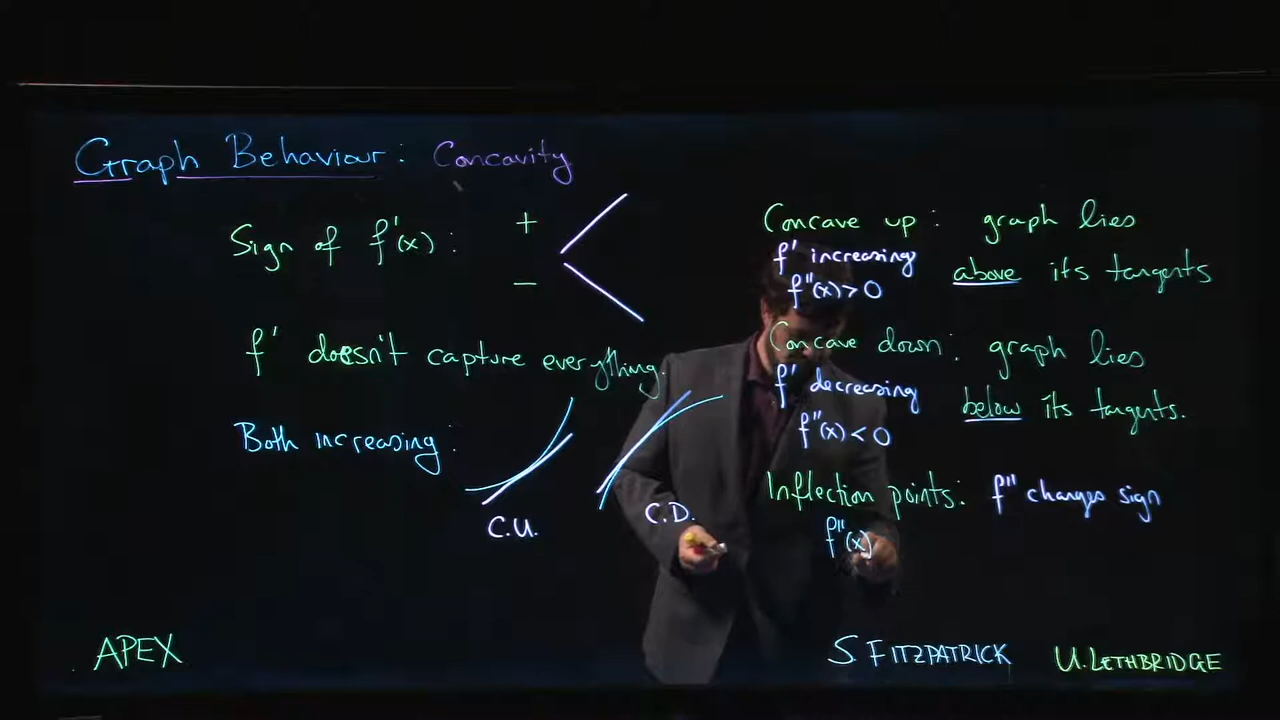 Graph Behaviour: Concavity
Sign of f'(x) : + −
f' doesn't capture everything.
Both increasing:
C.U. C.D.
Concave up: graph lies above its tangents
f' increasing
f''(x) > 0
Concave down: graph lies below its tangents.
f' decreasing
f''(x) < 0
Inflection points: f'' changes sign
f''(x)
APEX
S. FITZPATRICK U. LETHBRIDGE